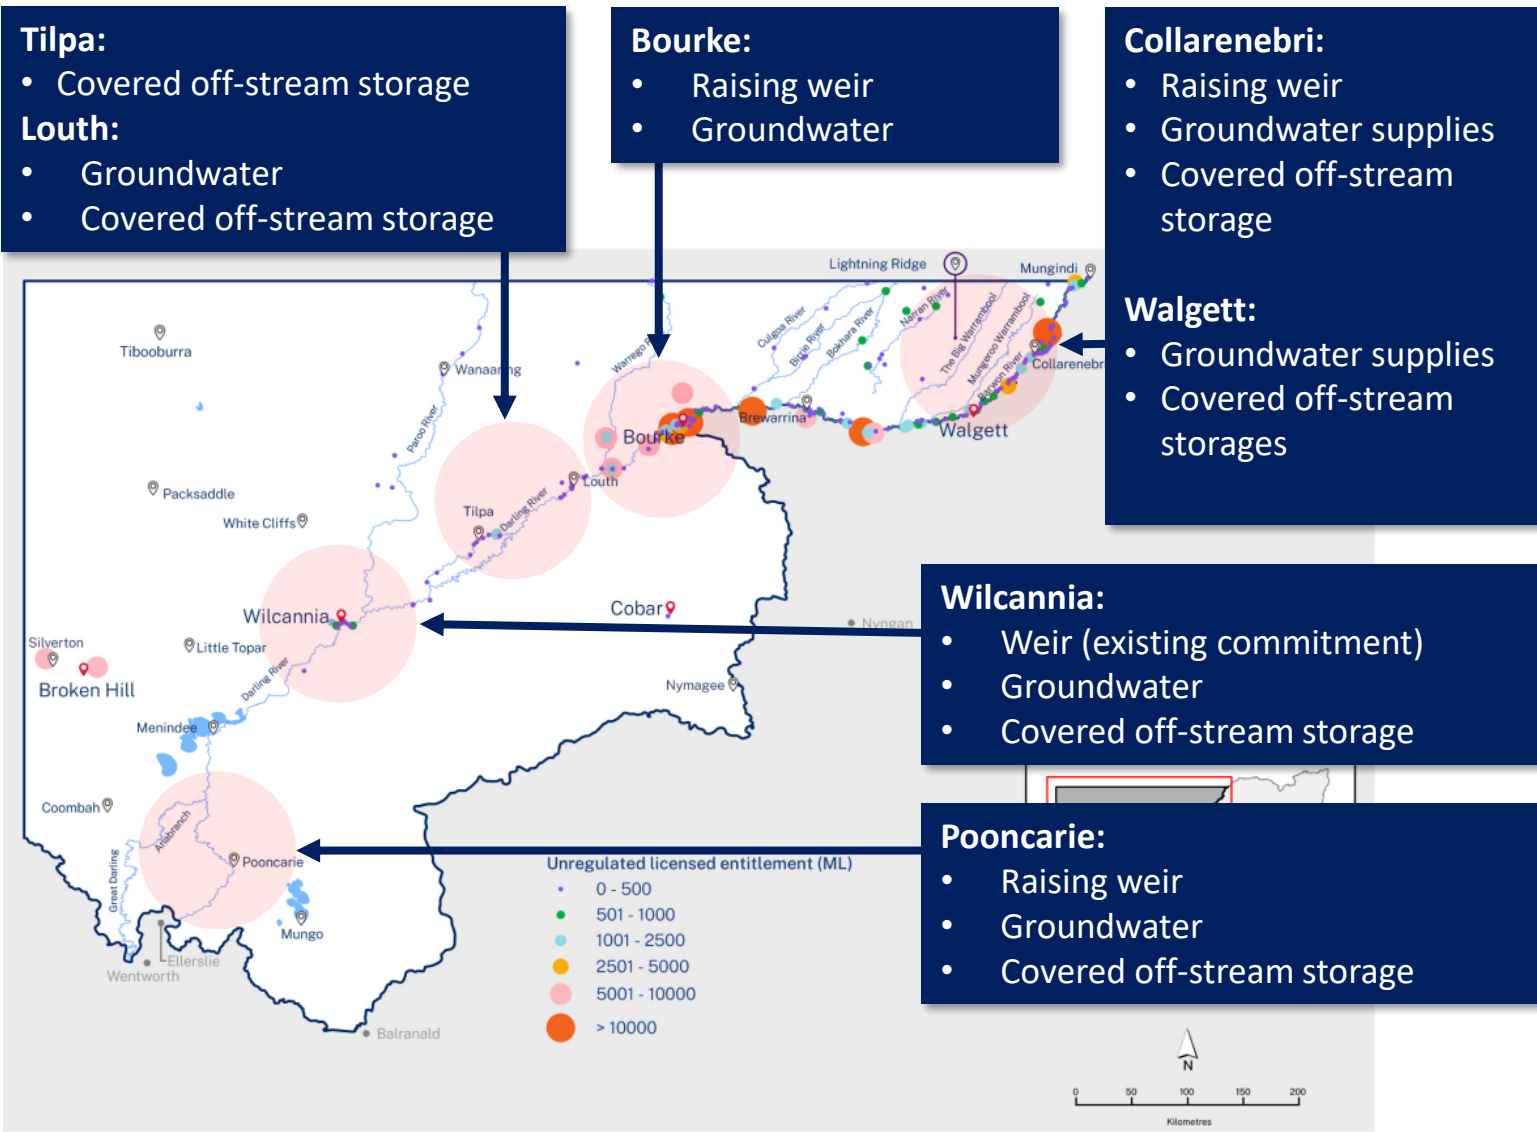 Tilpa:
• Covered off-stream storage
Louth:
• Groundwater
• Covered off-stream storage
Bourke:
• Raising weir
• Groundwater
Collarenebri:
• Raising weir
• Groundwater supplies
• Covered off-stream
storage
Walgett:
• Groundwater supplies
• Covered off-stream
storages
Wilcannia:
• Weir (existing commitment)
• Groundwater
• Covered off-stream storage
Pooncarie:
• Raising weir
• Groundwater
• Covered off-stream storage
Lightning Ridge
Mungindi
Tibooburra
Wanaaring
Warrego R
Culgoa River
Birrie River
Bokhara River
Narran River
The Big Warrambool
Mungeroo Warrambool
Barwon River
Collarenebr
Paroo River
Bourke
Brewarrina
Walgett
Packsaddle
White Cliffs
Louth
Tilpa
Darling River
Wilcannia
Cobar
Nyngan
Silverton
Little Topar
Broken Hill
Darling River
Nymagee
Menindee
Coombah
Anabranch
Great Darling
Pooncarie
Mungo
Ellerslie
Wentworth
Balranald
Unregulated licensed entitlement (ML)
0 - 500
501 - 1000
1001 - 2500
2501 - 5000
5001 - 10000
> 10000
N
0 50 100 150 200
Kilometres